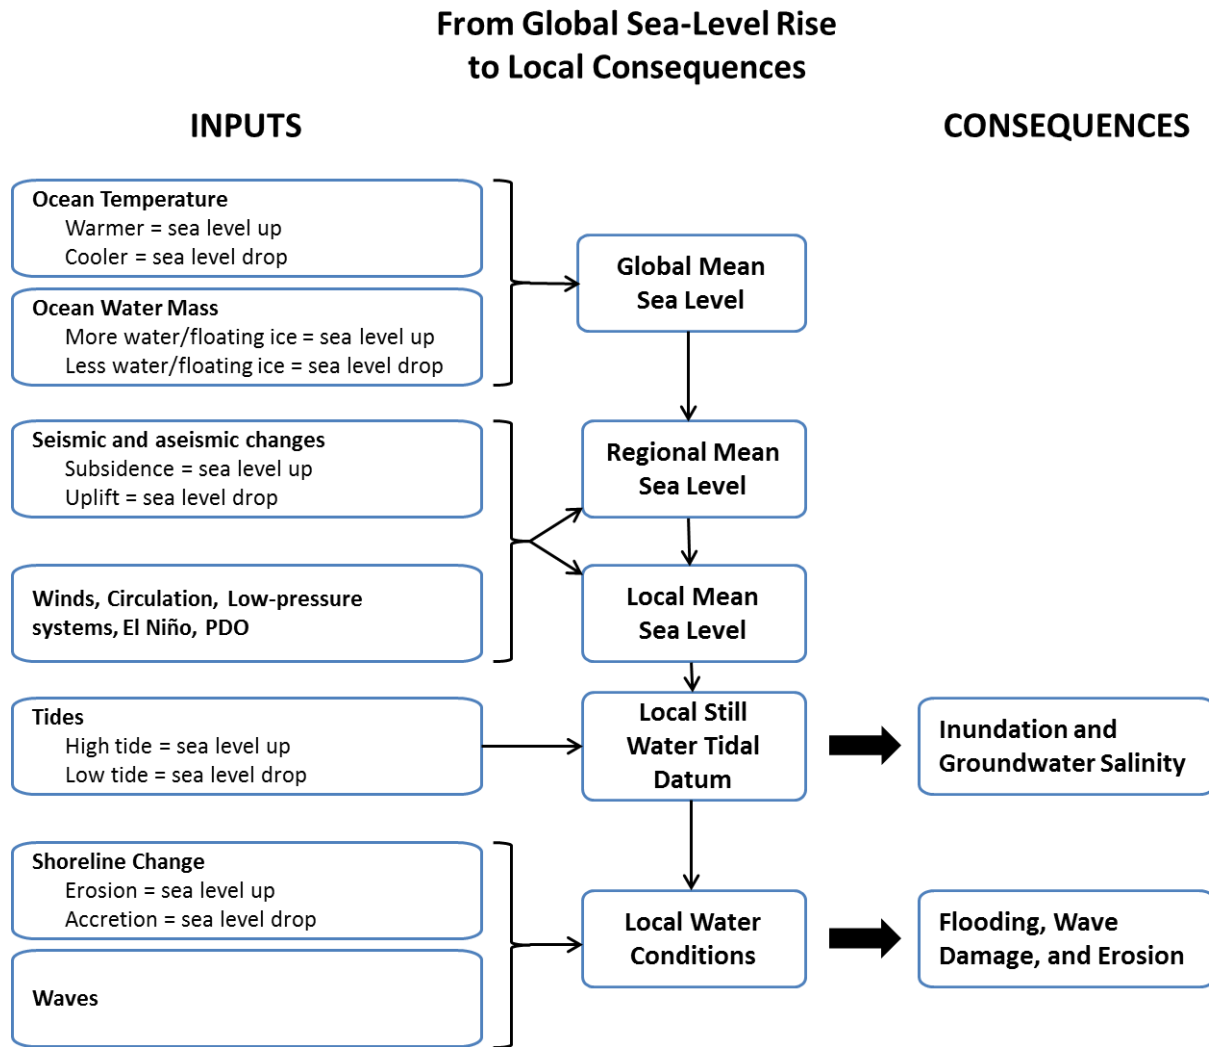 From Global Sea-Level Rise
to Local Consequences
INPUTS
CONSEQUENCES
Ocean Temperature
Warmer = sea level up
Cooler = sea level drop
Ocean Water Mass
More water/floating ice = sea level up
Less water/floating ice = sea level drop
Global Mean
Sea Level
Seismic and aseismic changes
Subsidence = sea level up
Uplift = sea level drop
Regional Mean
Sea Level
Winds, Circulation, Low-pressure
systems, El Niño, PDO
Local Mean
Sea Level
Tides
High tide = sea level up
Low tide = sea level drop
Local Still
Water Tidal
Datum
Inundation and
Groundwater Salinity
Shoreline Change
Erosion = sea level up
Accretion = sea level drop
Waves
Local Water
Conditions
Flooding, Wave
Damage, and Erosion